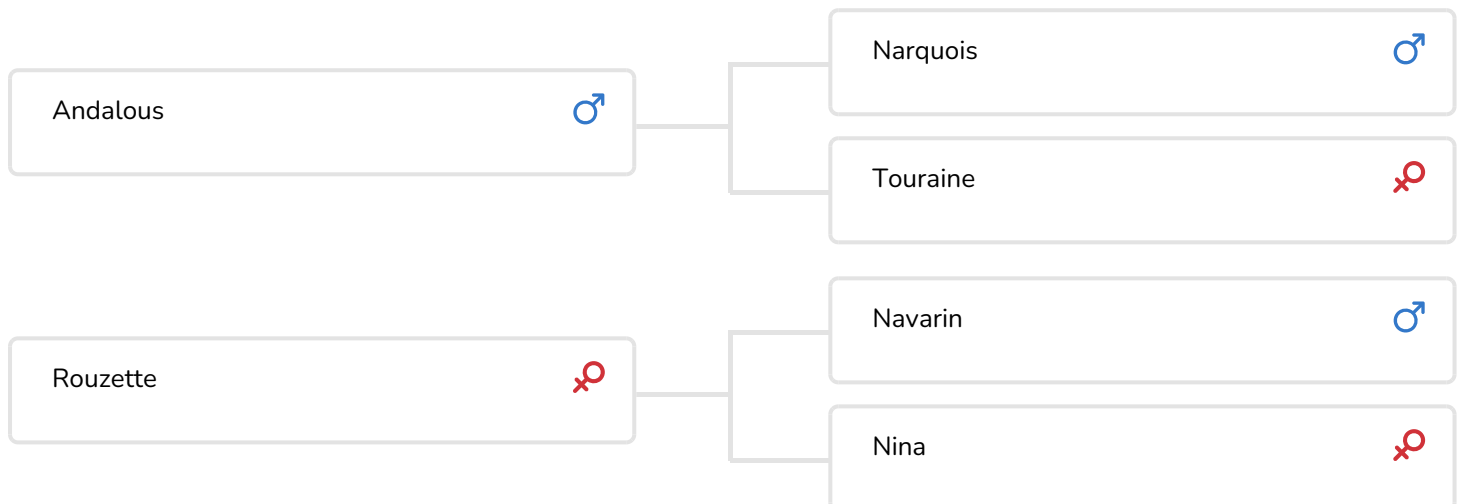 Narquois
Andalous
Touraine
Navarin
Rouzette
Nina